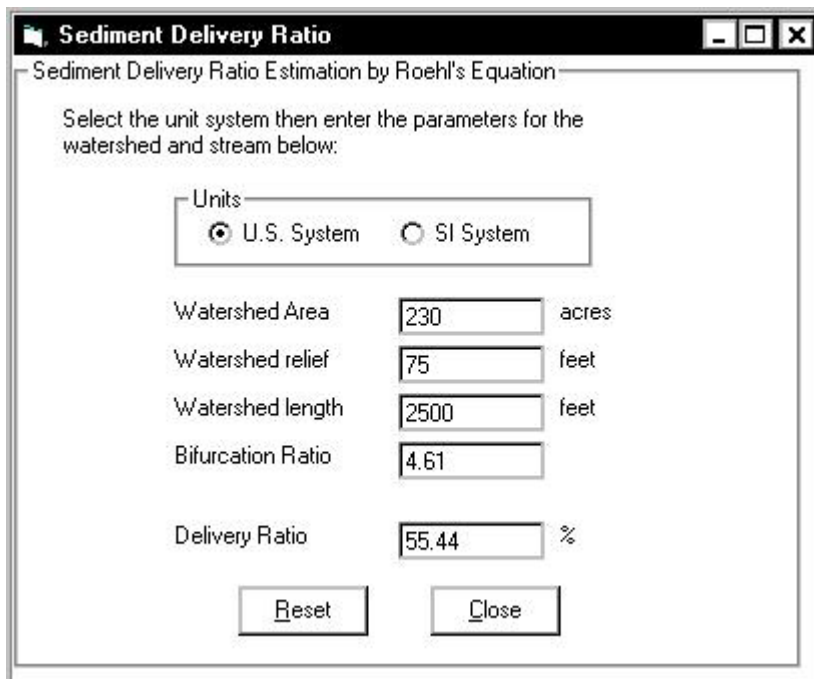 Sediment Delivery Ratio
Sediment Delivery Ratio Estimation by Roehl's Equation
Select the unit system then enter the parameters for the
watershed and stream below:
Units
U.S. System SI System
Watershed Area 230 acres
Watershed relief 75 feet
Watershed length 2500 feet
Bifurcation Ratio 4.61
Delivery Ratio 55.44 %
Reset Close